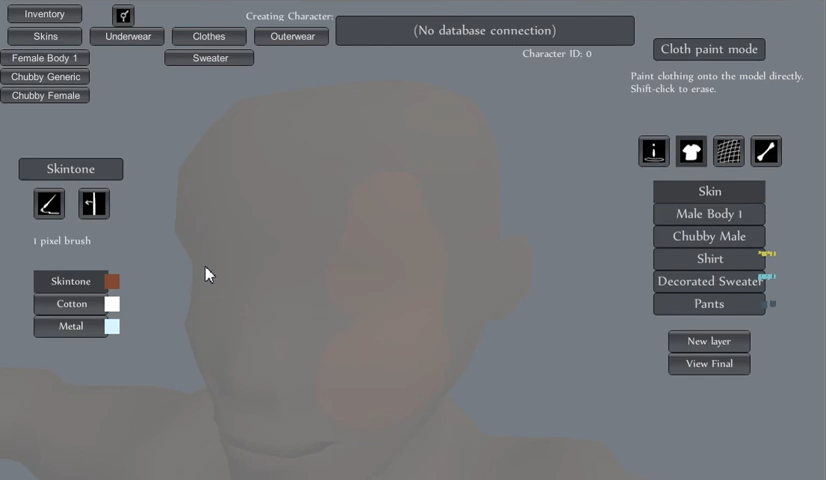 Inventory
Creating Character:
(No database connection)
Character ID: 0
Skins
Underwear
Clothes
Outerwear
Female Body 1
Sweater
Chubby Generic
Chubby Female
Cloth paint mode
Paint clothing onto the model directly.
Shift-click to erase.
Skintone
1 pixel brush
Skintone
Cotton
Metal
Skin
Male Body 1
Chubby Male
Shirt
Decorated Sweater
Pants
New layer
View Final